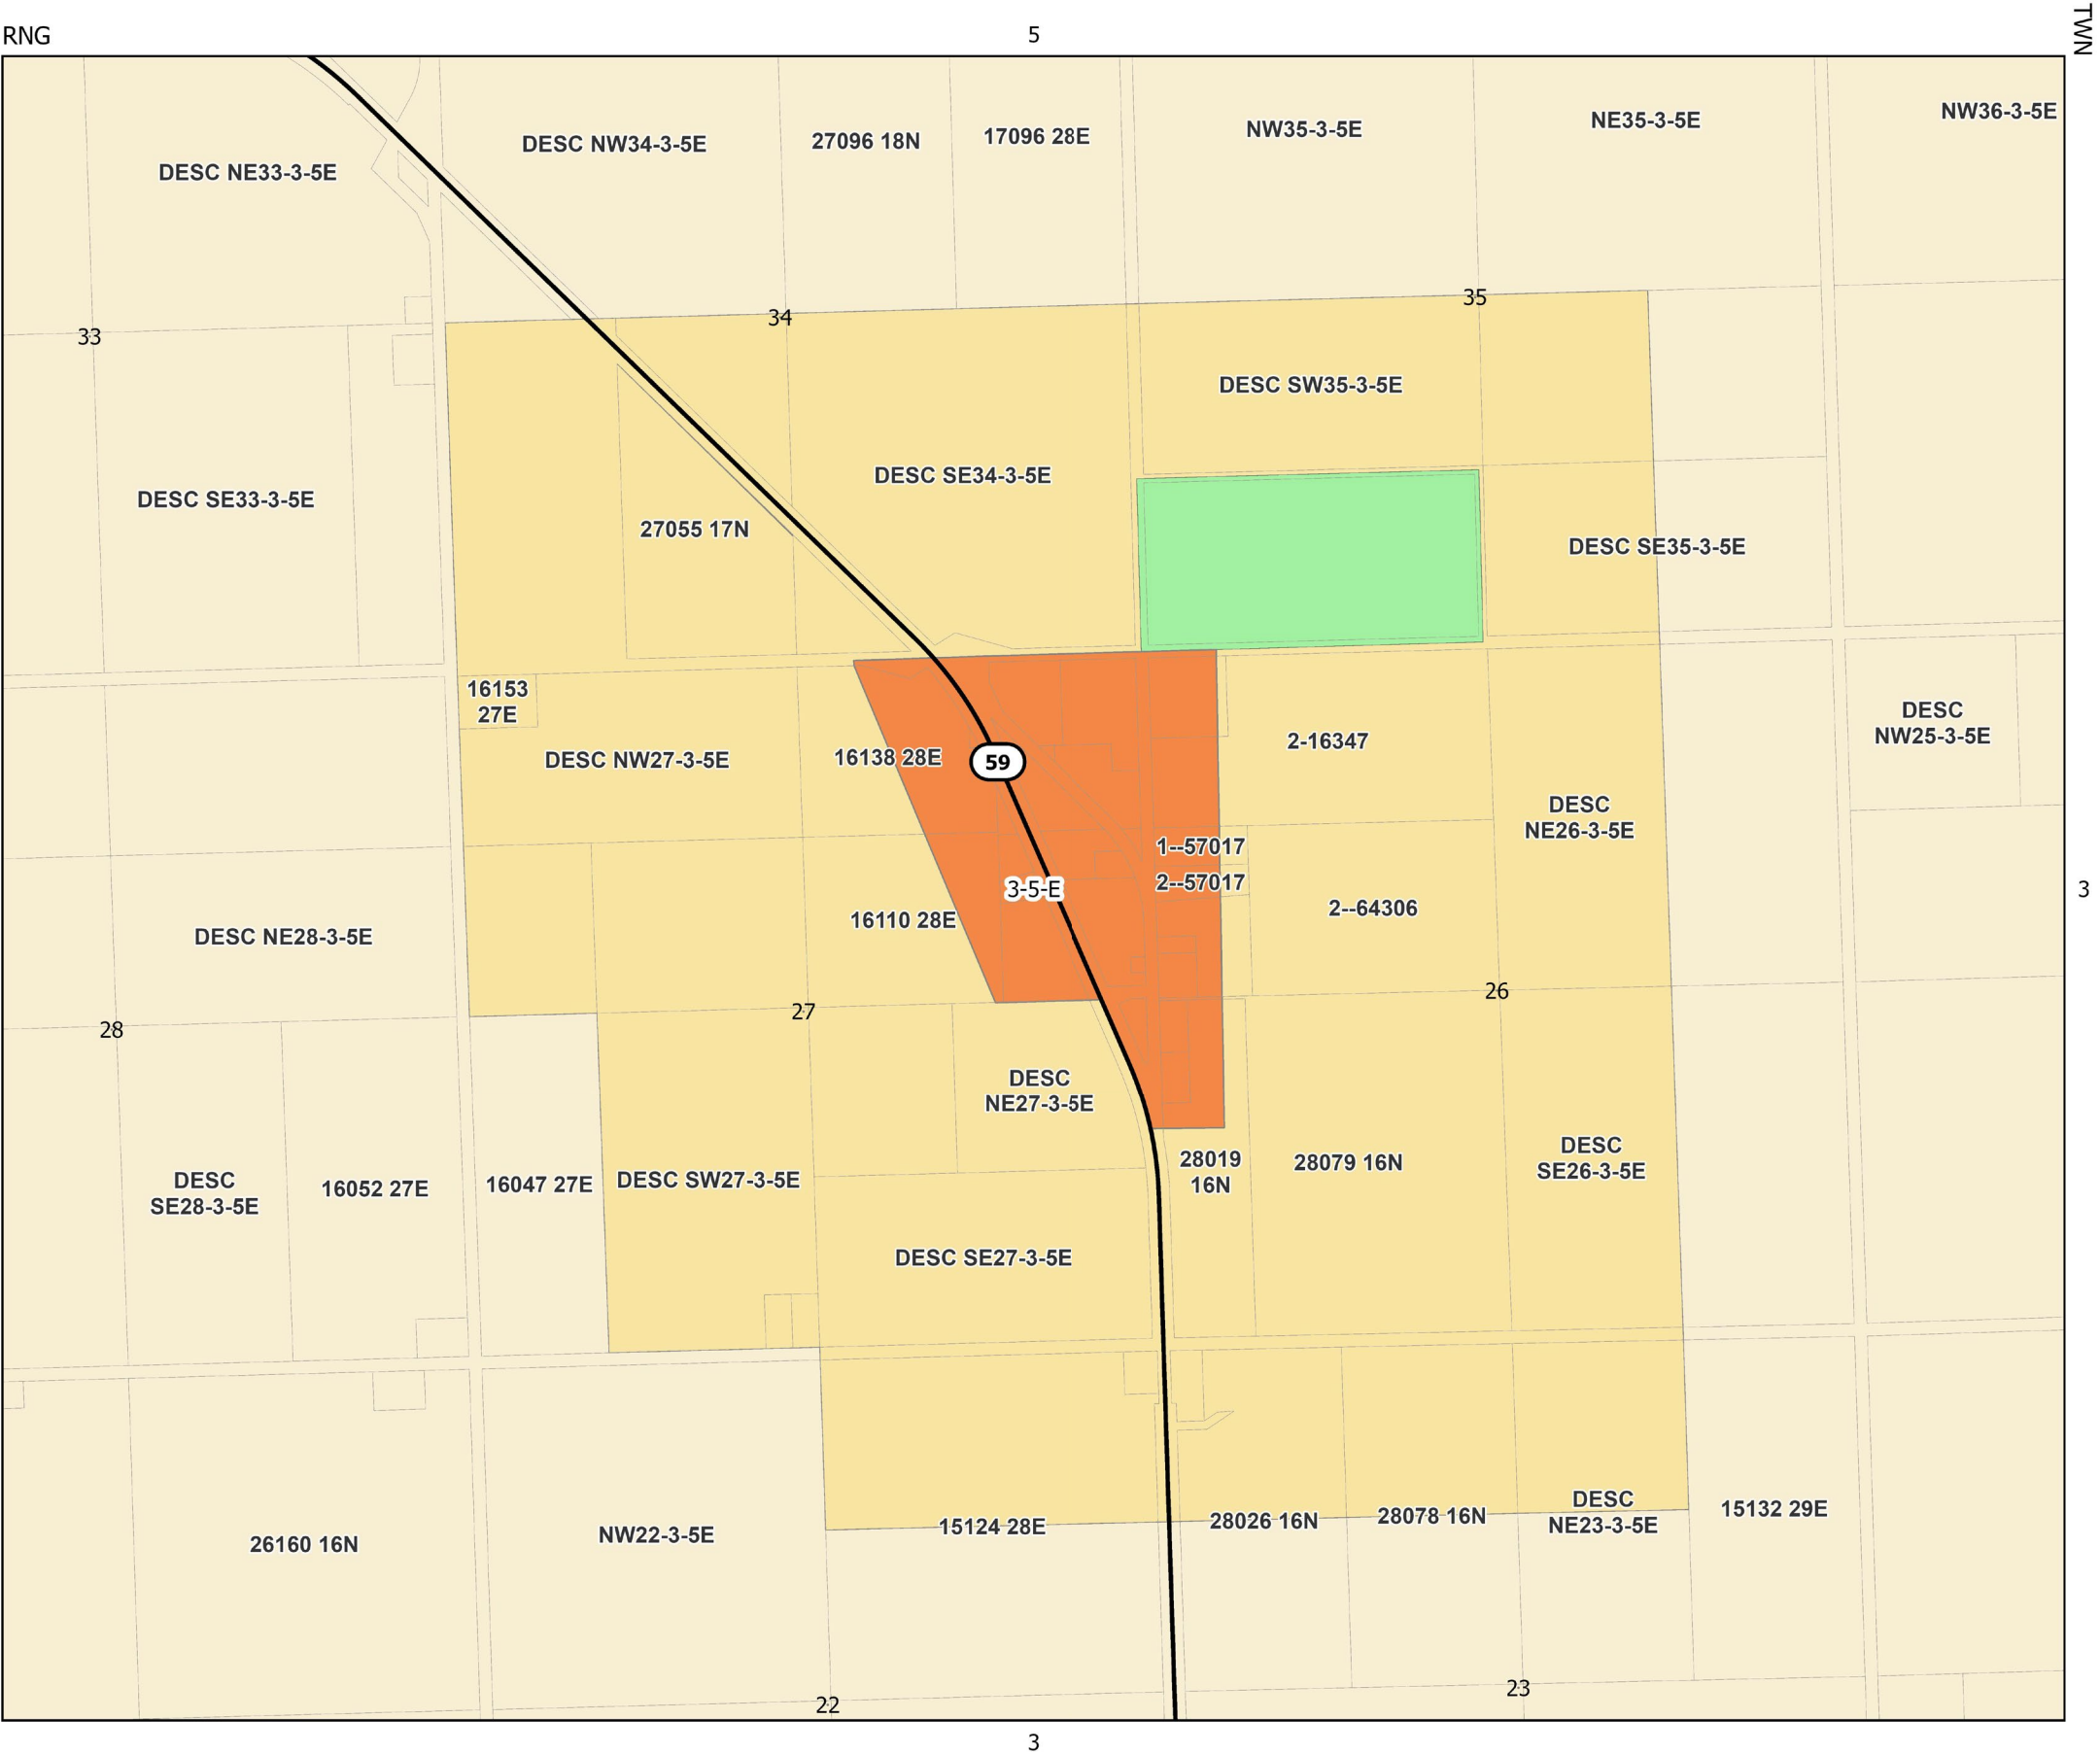 RNG
5
TWN
DESC NE33-3-5E
DESC NW34-3-5E
27096 18N
17096 28E
NW35-3-5E
NE35-3-5E
NW36-3-5E
33
34
35
DESC SE33-3-5E
27055 17N
DESC SE34-3-5E
DESC SW35-3-5E
DESC SE35-3-5E
16153
27E
DESC NW27-3-5E
16138 28E
59
2-16347
DESC
NW25-3-5E
DESC
NE26-3-5E
1--57017
2--57017
3-5-E
3
2--64306
16110 28E
DESC NE28-3-5E
28
27
26
DESC
NE27-3-5E
DESC
SE28-3-5E
16052 27E
16047 27E
DESC SW27-3-5E
28019
16N
28079 16N
DESC
SE26-3-5E
DESC SE27-3-5E
26160 16N
NW22-3-5E
15124 28E
28026 16N
28078 16N
DESC
NE23-3-5E
15132 29E
22
23
3